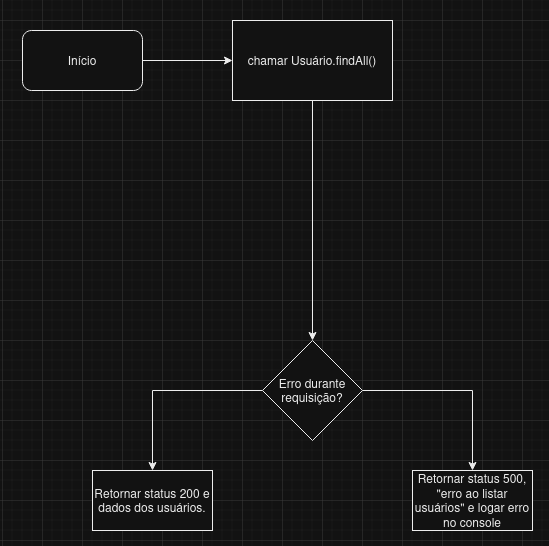 Início
chamar Usuário.findAll()
Erro durante
requisição?
Retornar status 200 e
dados dos usuários.
Retornar status 500,
"erro ao listar
usuários" e logar erro
no console